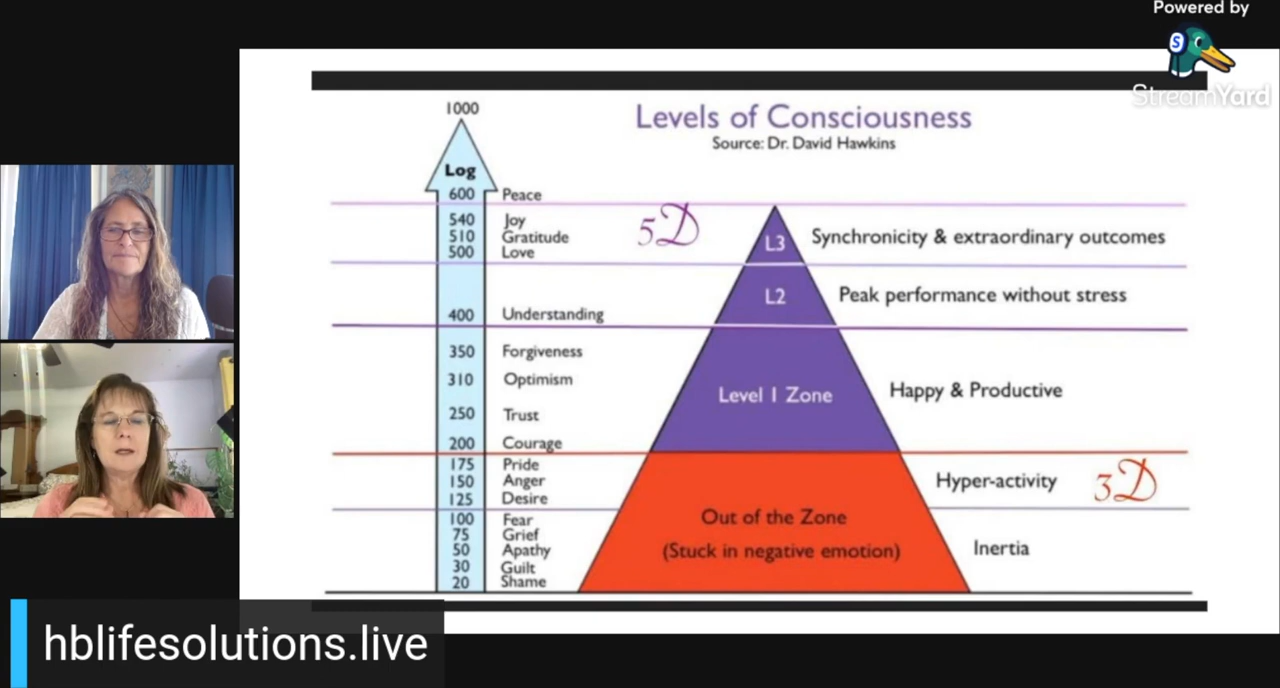 Powered by
S
StreamYard
Levels of Consciousness
Source: Dr. David Hawkins
1000
Log
600 Peace
540 Joy
510 Gratitude
500 Love
5D
L3
Synchronicity & extraordinary outcomes
L2
Peak performance without stress
400 Understanding
350 Forgiveness
310 Optimism
250 Trust
200 Courage
Level 1 Zone
Happy & Productive
175 Pride
150 Anger
125 Desire
Hyper-activity
3D
100 Fear
75 Grief
50 Apathy
30 Guilt
20 Shame
Out of the Zone
(Stuck in negative emotion)
Inertia
hblifesolutions.live